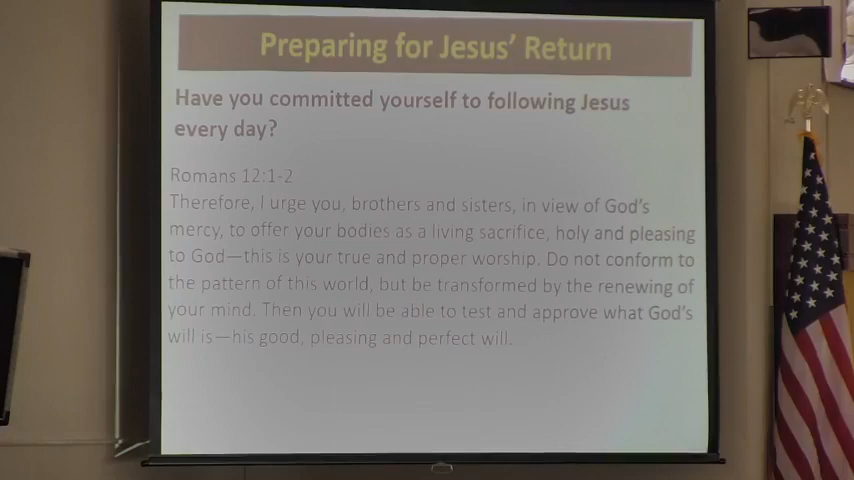 Preparing for Jesus' Return
Have you committed yourself to following Jesus
every day?
Romans 12:1-2
Therefore, I urge you, brothers and sisters, in view of God's
mercy, to offer your bodies as a living sacrifice, holy and pleasing
to God—this is your true and proper worship. Do not conform to
the pattern of this world, but be transformed by the renewing of
your mind. Then you will be able to test and approve what God's
will is—his good, pleasing and perfect will.